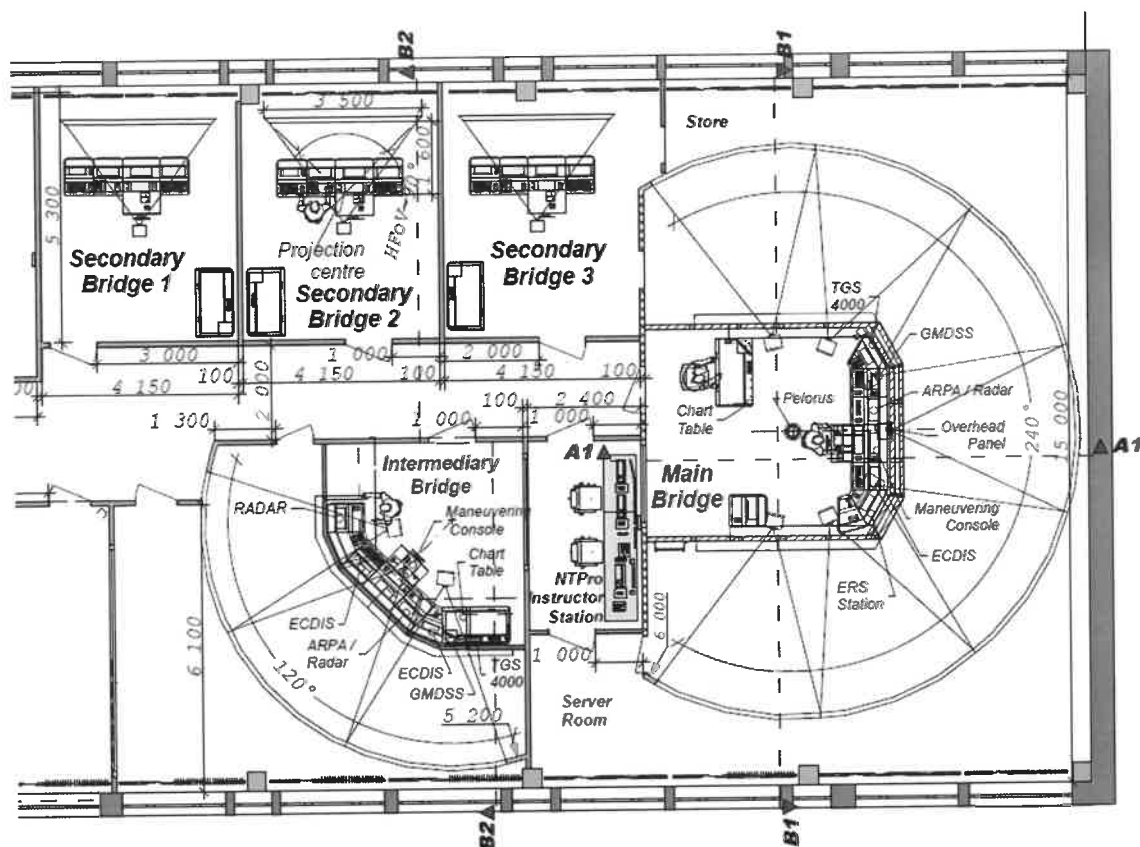 B2
B1
3 500
1 600
Store
5 300
HFOV
Projection
centre
Secondary
Bridge 1
Secondary
Bridge 2
Secondary
Bridge 3
TGS
4000
GMDSS
3 000
1 000
2 000
100
100
100
4 150
4 150
4 150
2 000
ARPA / Radar
Pelorus
Chart
Table
Overhead
Panel
240°
15 000
A1
1 300
1 000
100
2 400
1 000
A1
Intermediary
Bridge
Main
Bridge
RADAR
Maneuvering
Console
Chart
Table
Maneuvering
Console
ECDIS
NTPro
Instructor
Station
ERS
Station
ECDIS
ARPA /
Radar
ECDIS
GMDSS
TGS
4000
1 000
6 000
6 100
120°
5 200
Server
Room
B2
B1